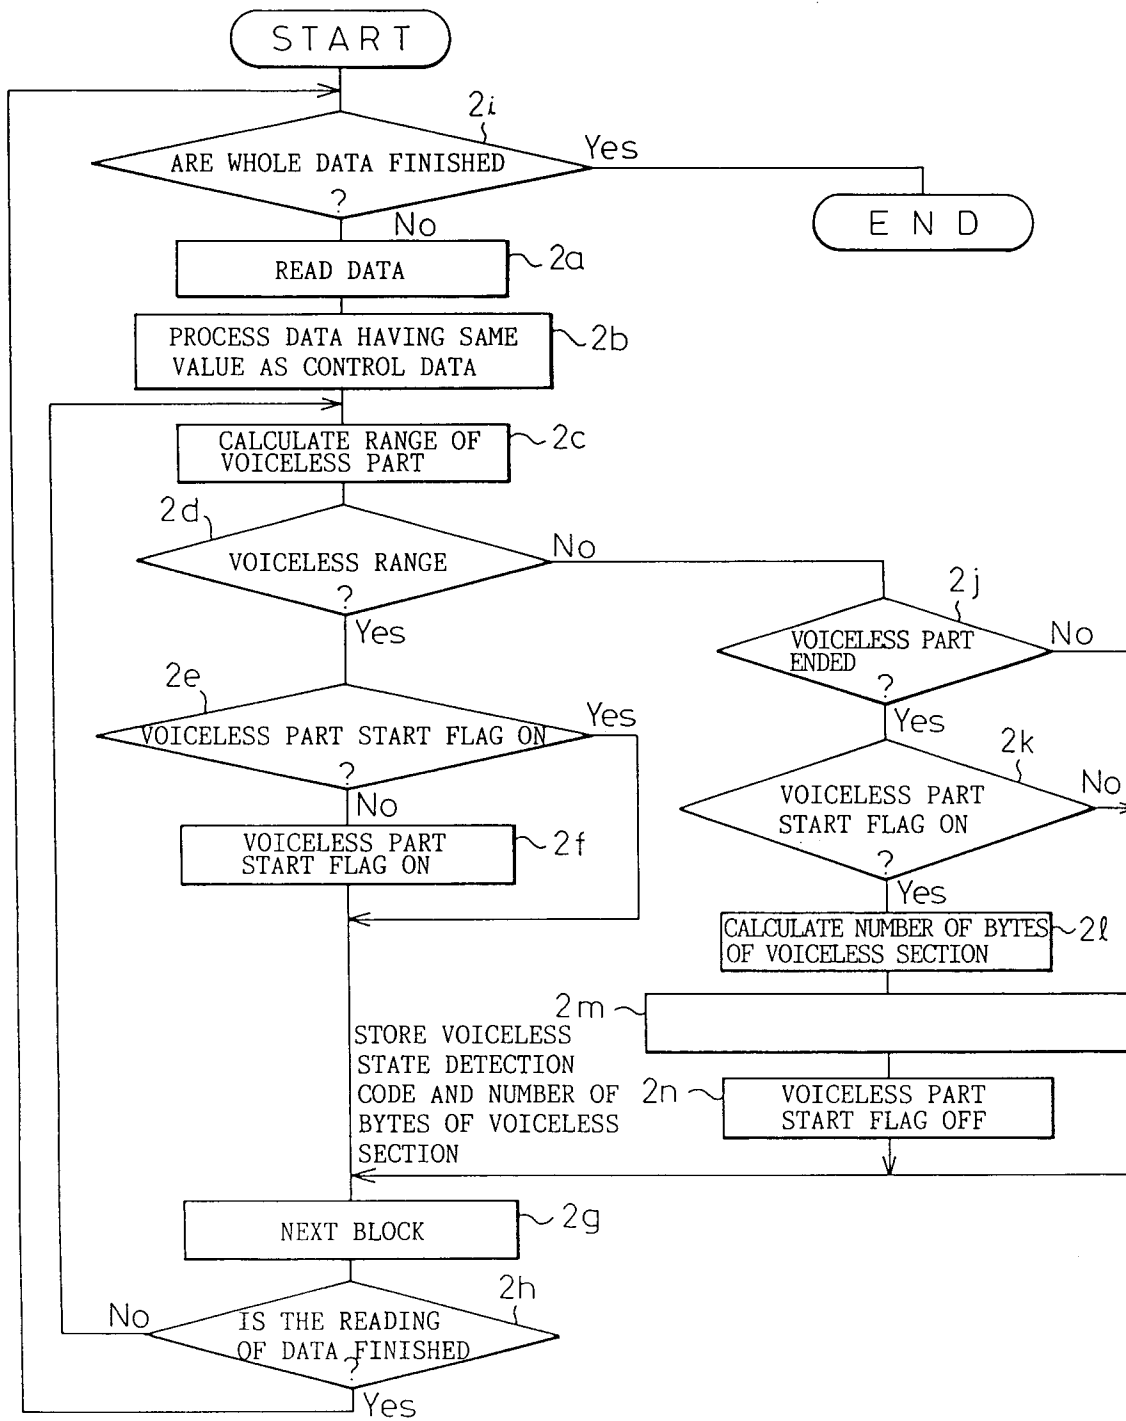 START
2i
ARE WHOLE DATA FINISHED
?
Yes
END
No
READ DATA
2a
PROCESS DATA HAVING SAME
VALUE AS CONTROL DATA
2b
CALCULATE RANGE OF
VOICELESS PART
2c
2d
VOICELESS RANGE
?
No
Yes
2j
VOICELESS PART
ENDED
?
No
Yes
2e
VOICELESS PART START FLAG ON
?
Yes
No
2k
VOICELESS PART
START FLAG ON
?
No
Yes
VOICELESS PART
START FLAG ON
2f
CALCULATE NUMBER OF BYTES
OF VOICELESS SECTION
2l
2m
STORE VOICELESS
STATE DETECTION
CODE AND NUMBER OF
BYTES OF VOICELESS
SECTION
2n
VOICELESS PART
START FLAG OFF
NEXT BLOCK
2g
2h
IS THE READING
OF DATA FINISHED
?
No
Yes